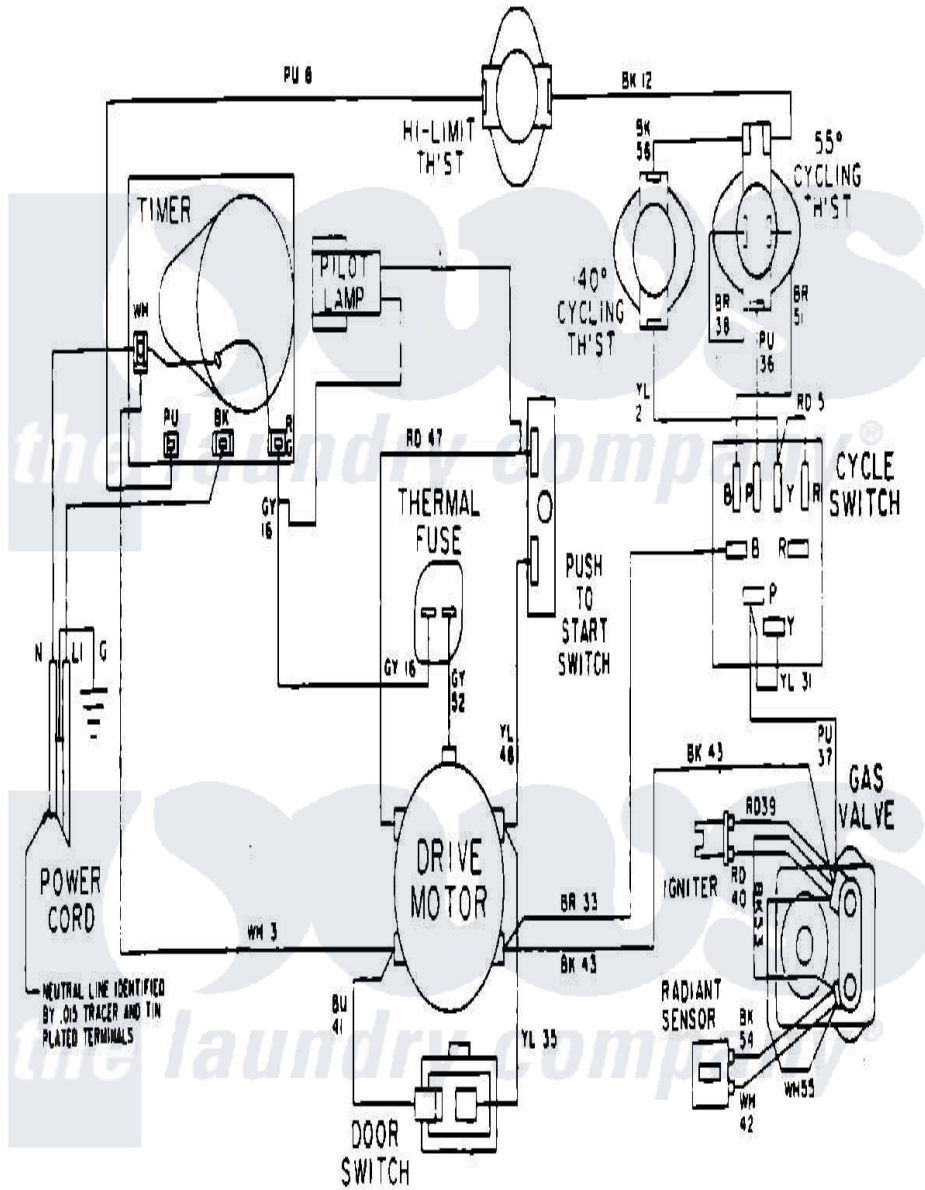 PU 8
BK 12
HI-LIMIT
TH'ST
BK
56
55°
CYCLING
TH'ST
TIMER
PILOT
LAMP
WH
40°
CYCLING
TH'ST
BR
38
BR
51
PU
36
YL
2
RD 5
PU
BK
R
G
RD 47
the laundry company®
B
P
Y
R
CYCLE
SWITCH
GY
16
THERMAL
FUSE
B
R
PUSH
TO
START
SWITCH
P
Y
N
L1
G
GY 16
GY
52
YL 31
YL
48
PU
37
BK 43
GAS
VALVE
RD39
DRIVE
MOTOR
IGNITER
RD
40
BK53
POWER
CORD
BR 33
WH 3
BK 43
NEUTRAL LINE IDENTIFIED
BY .015 TRACER AND TIN
PLATED TERMINALS
BU
41
RADIANT
SENSOR
BK
54
YL 35
the laundry company®
WH55
WH
42
DOOR
SWITCH